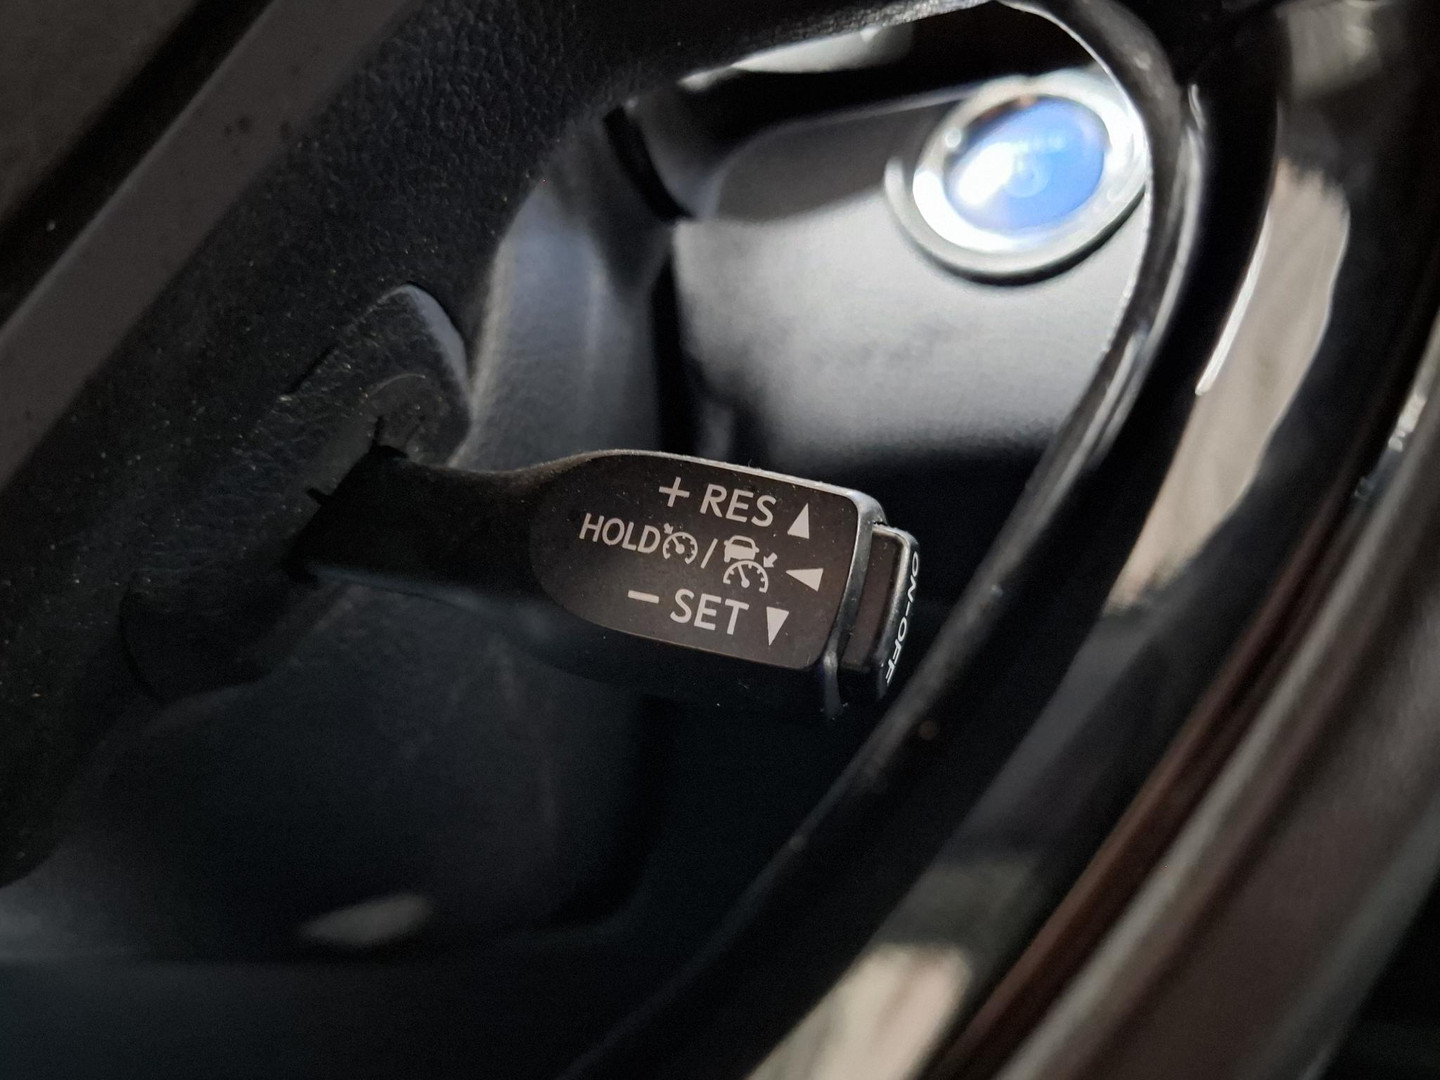 + RES ▲
HOLD / ◀
− SET ▼
ON-OFF